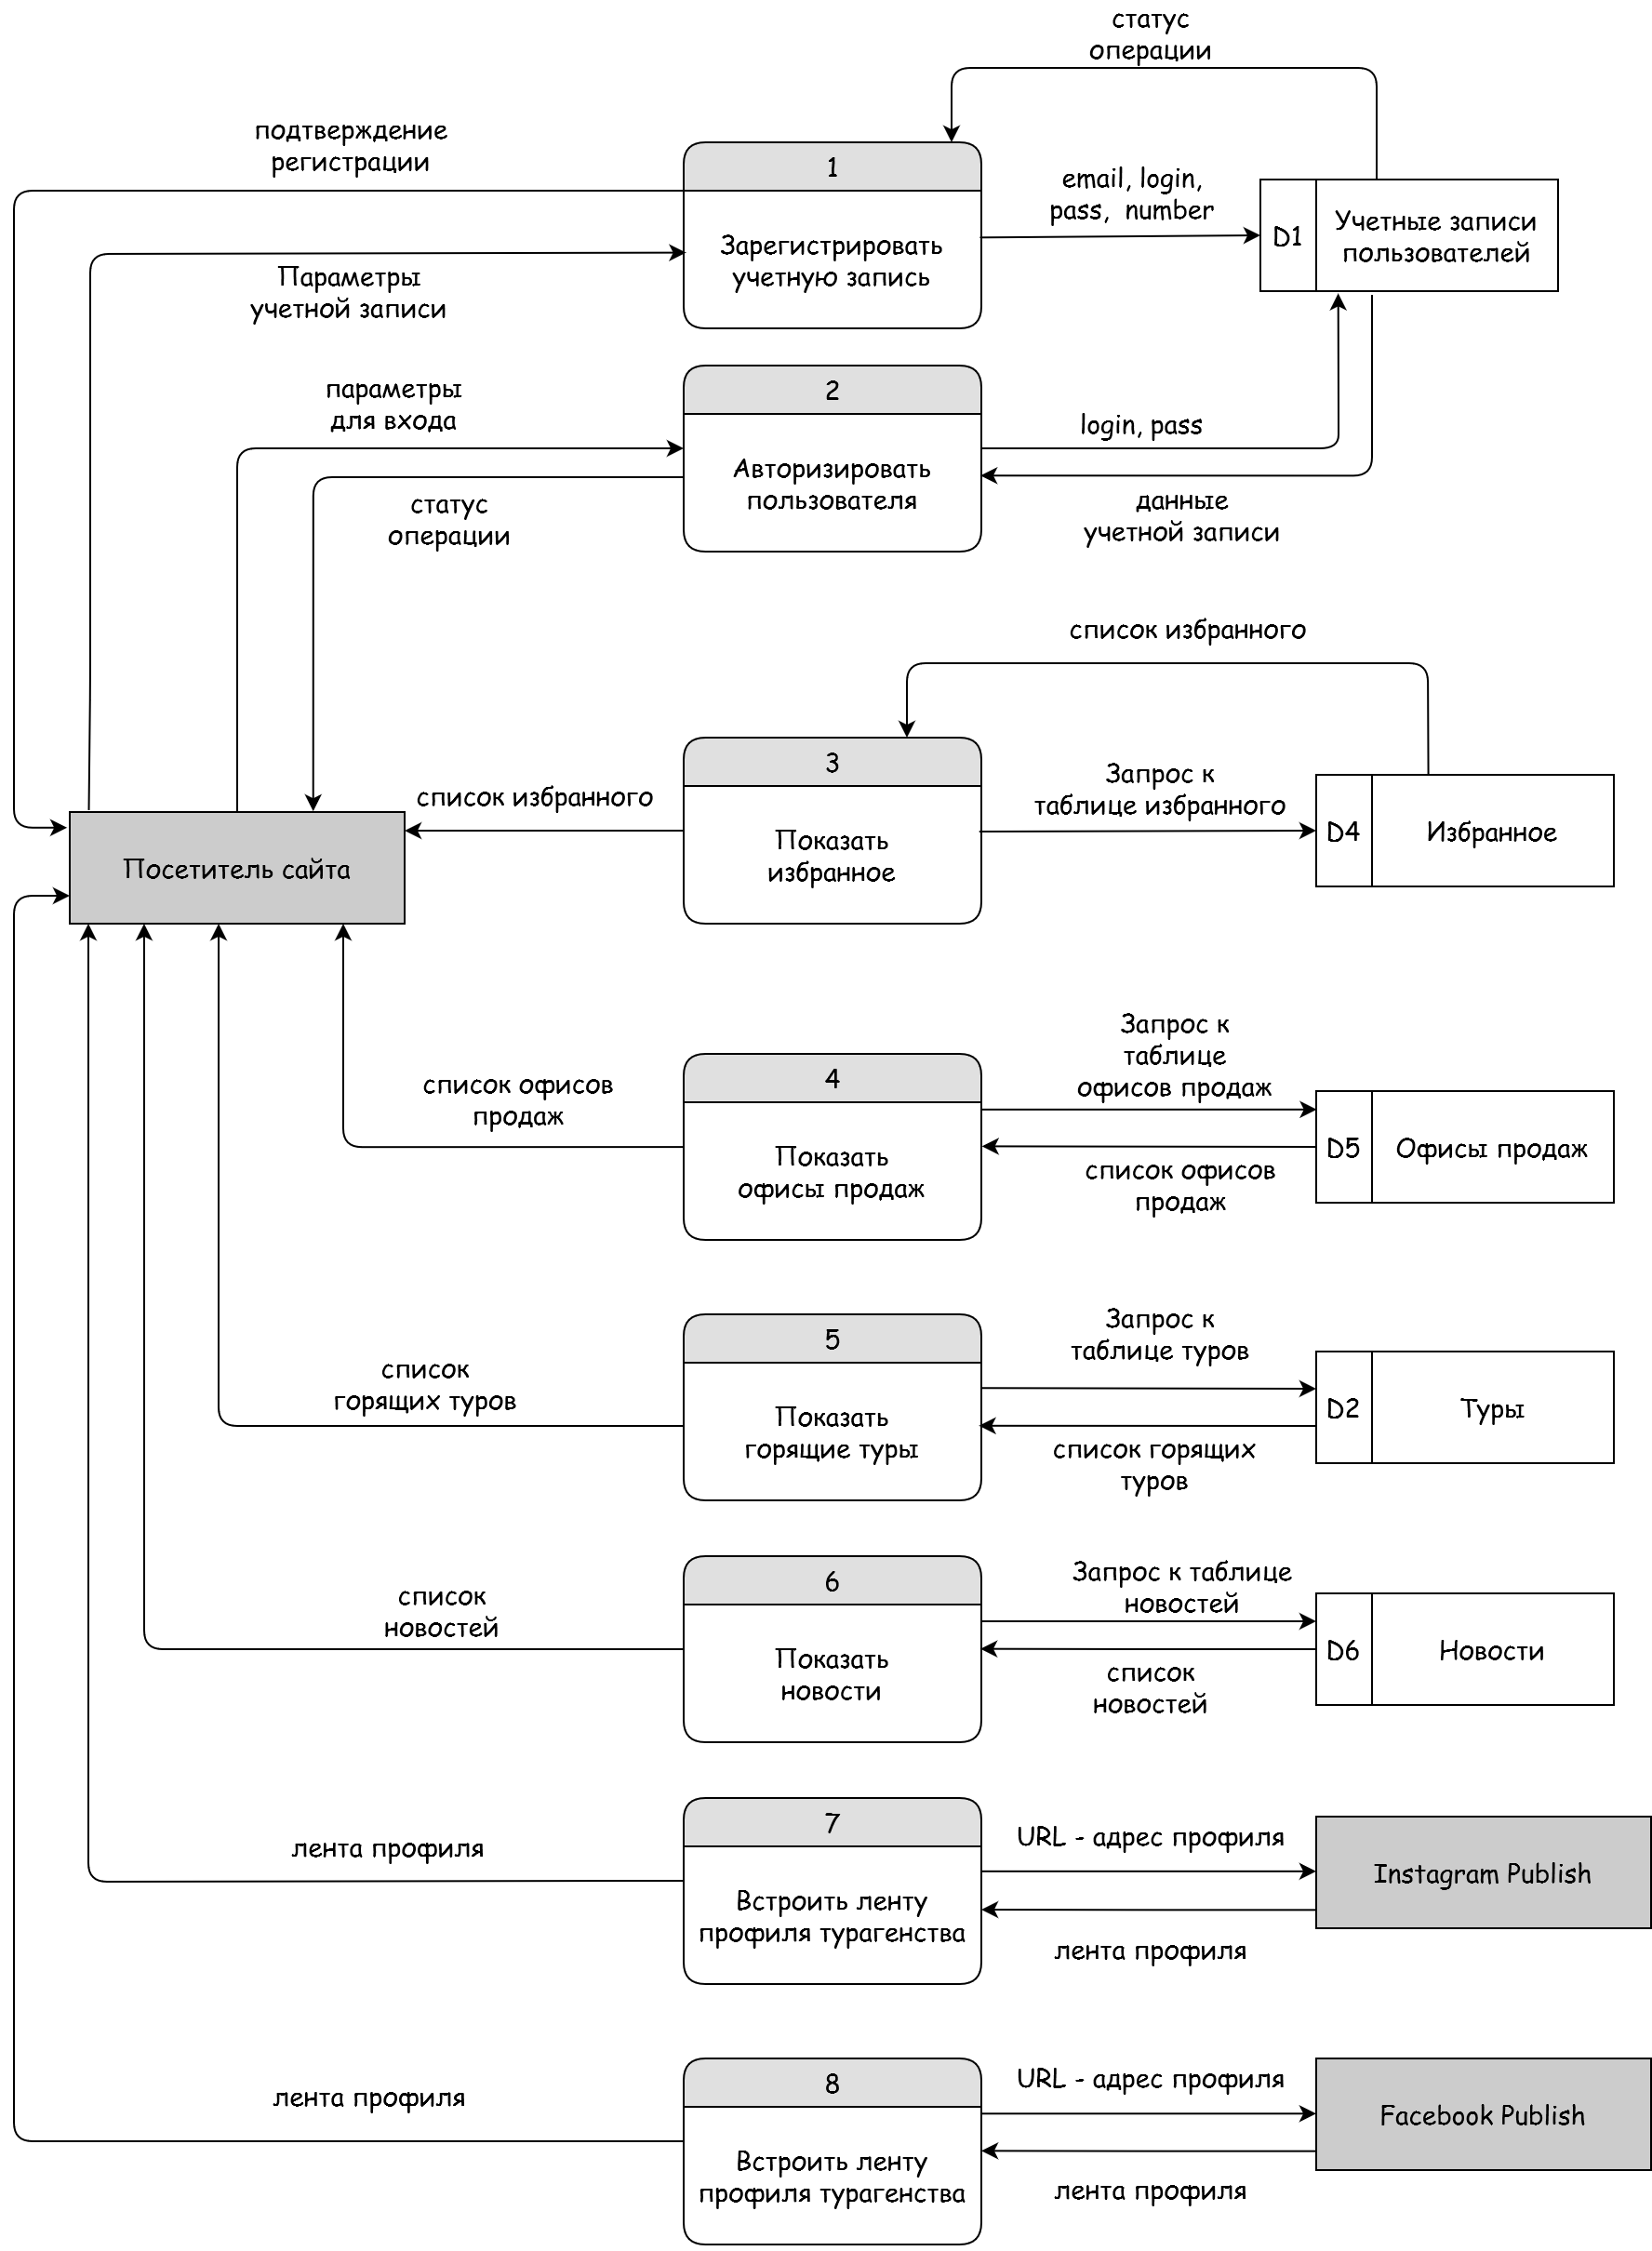 статус
операции
подтверждение
регистрации
1
email, login,
pass, number
Зарегистрировать
учетную запись
D1
Учетные записи
пользователей
Параметры
учетной записи
параметры
для входа
2
login, pass
Авторизировать
пользователя
статус
операции
данные
учетной записи
список избранного
3
список избранного
Запрос к
таблице избранного
Показать
избранное
D4
Избранное
Посетитель сайта
Запрос к
таблице
офисов продаж
4
список офисов
продаж
Показать
офисы продаж
D5
Офисы продаж
список офисов
продаж
Запрос к
таблице туров
5
список
горящих туров
Показать
горящие туры
D2
Туры
список горящих
туров
Запрос к таблице
новостей
6
список
новостей
Показать
новости
D6
Новости
список
новостей
7
URL - адрес профиля
лента профиля
Instagram Publish
Встроить ленту
профиля турагенства
лента профиля
8
URL - адрес профиля
лента профиля
Facebook Publish
Встроить ленту
профиля турагенства
лента профиля